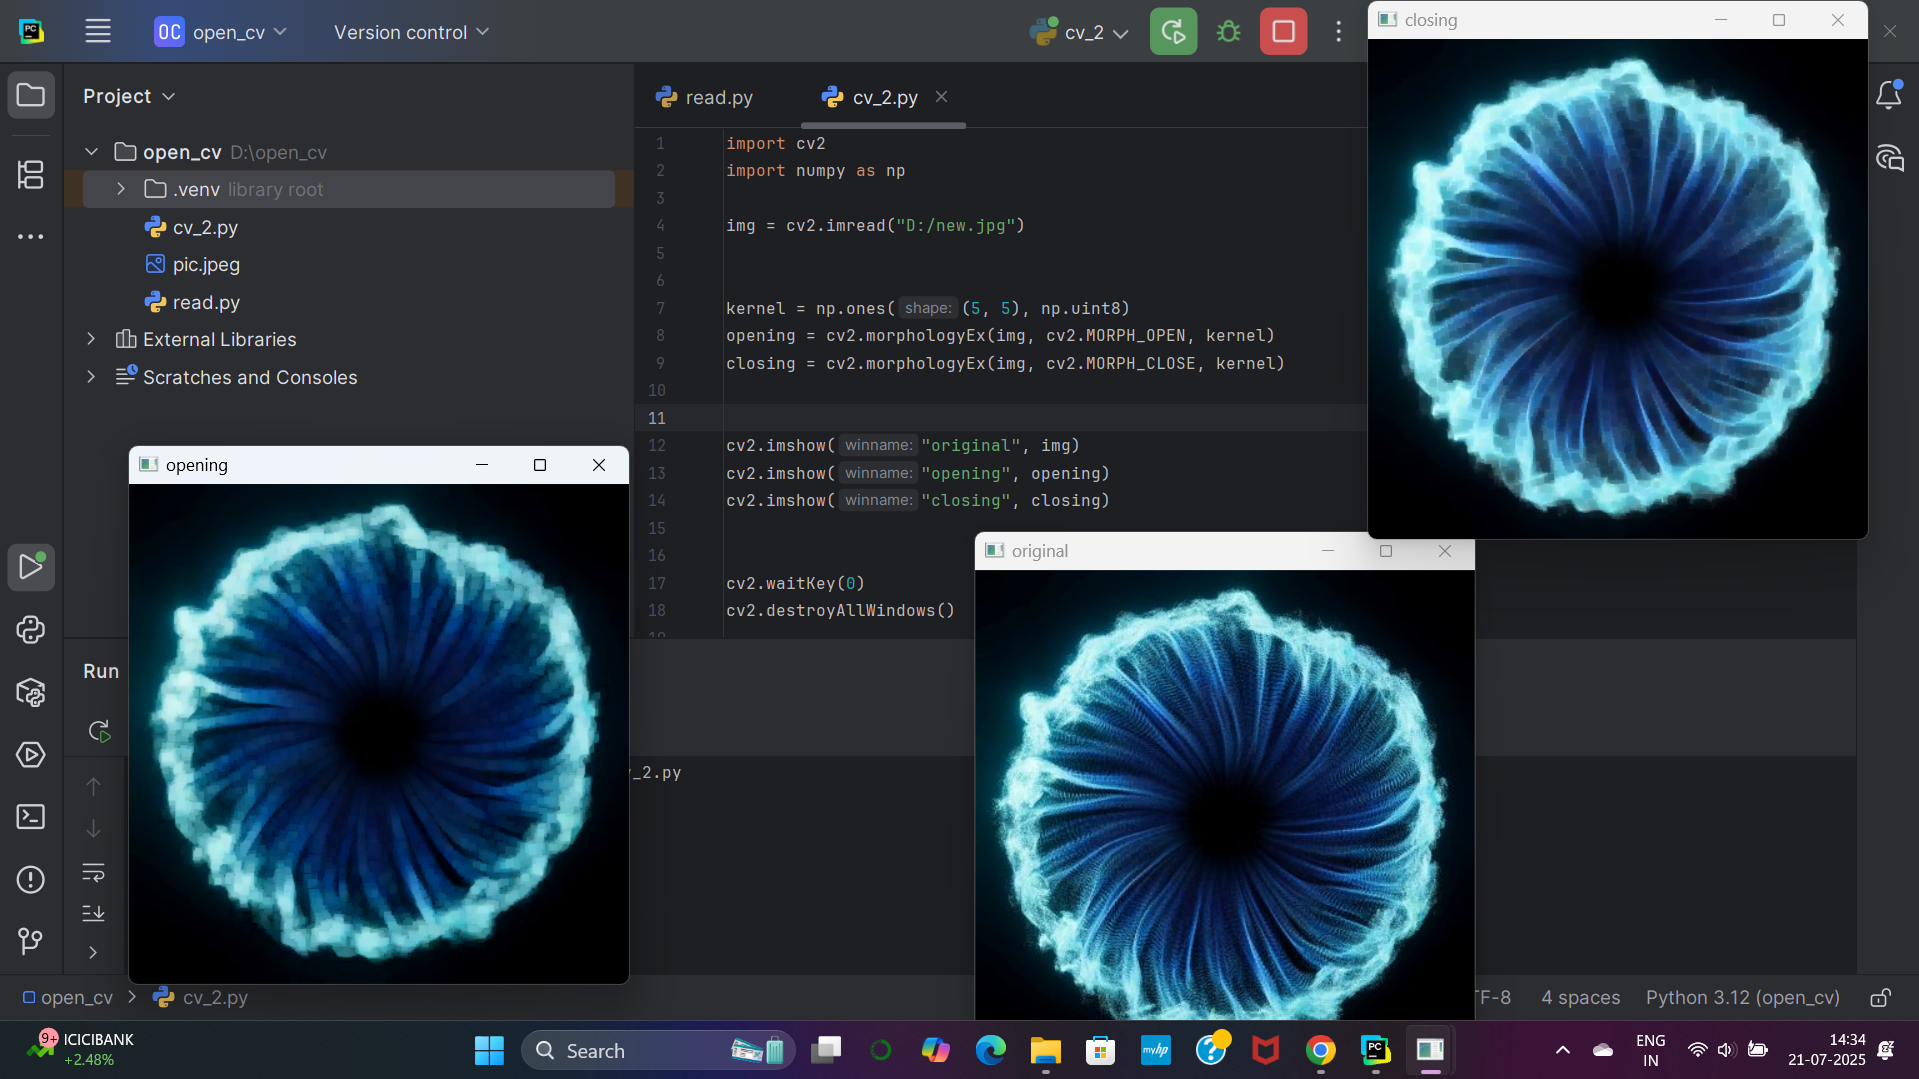 PC
OC open_cv
Version control
cv_2
closing
Project
read.py
cv_2.py
open_cv D:\open_cv
.venv library root
cv_2.py
pic.jpeg
read.py
External Libraries
Scratches and Consoles
1 import cv2
2 import numpy as np
3
4 img = cv2.imread("D:/new.jpg")
5
6
7 kernel = np.ones( shape: (5, 5), np.uint8)
8 opening = cv2.morphologyEx(img, cv2.MORPH_OPEN, kernel)
9 closing = cv2.morphologyEx(img, cv2.MORPH_CLOSE, kernel)
10
11
12 cv2.imshow( winname: "original", img)
13 cv2.imshow( winname: "opening", opening)
14 cv2.imshow( winname: "closing", closing)
15
16
17 cv2.waitKey(0)
18 cv2.destroyAllWindows()
opening
original
Run
_2.py
open_cv > cv_2.py
TF-8
4 spaces
Python 3.12 (open_cv)
9+
ICICIBANK
+2.48%
Search
myhp
PC
ENG
IN
14:34
21-07-2025